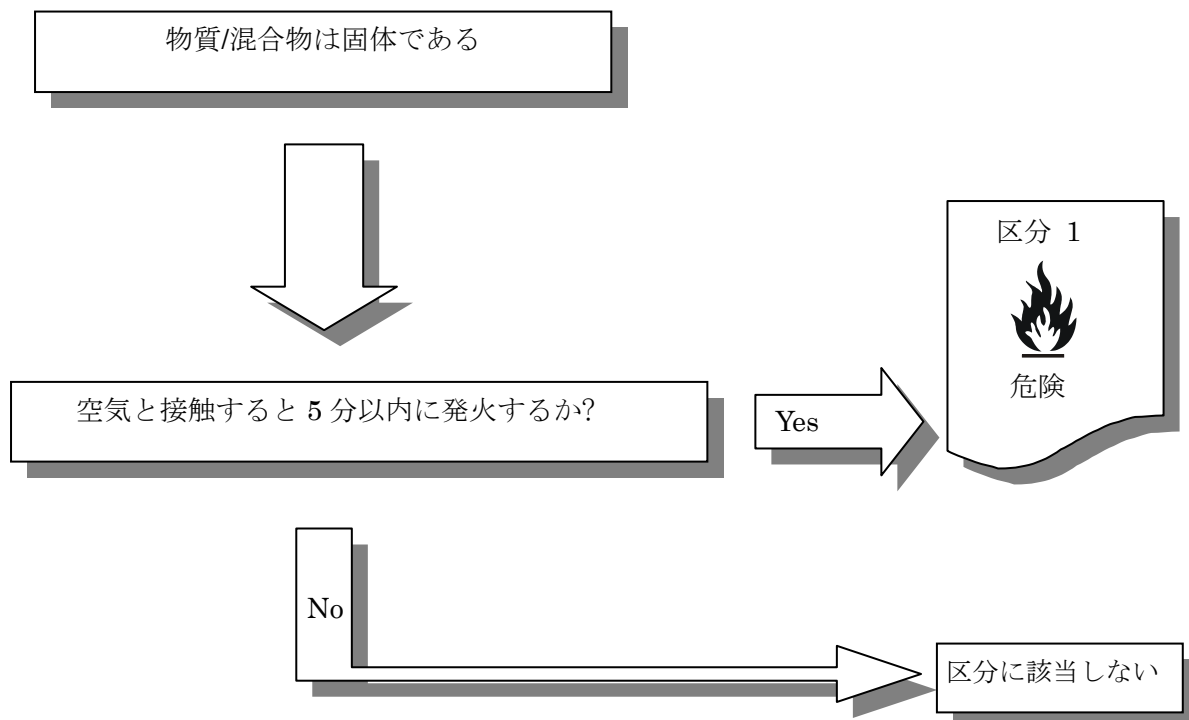 物質/混合物は固体である
区分 1
危険
空気と接触すると 5 分以内に発火するか?
Yes
No
区分に該当しない